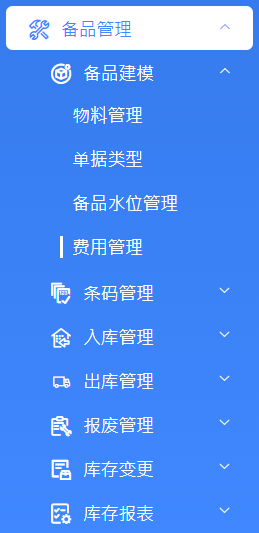 备品管理
备品建模
物料管理
单据类型
备品水位管理
费用管理
条码管理
入库管理
出库管理
报废管理
库存变更
库存报表